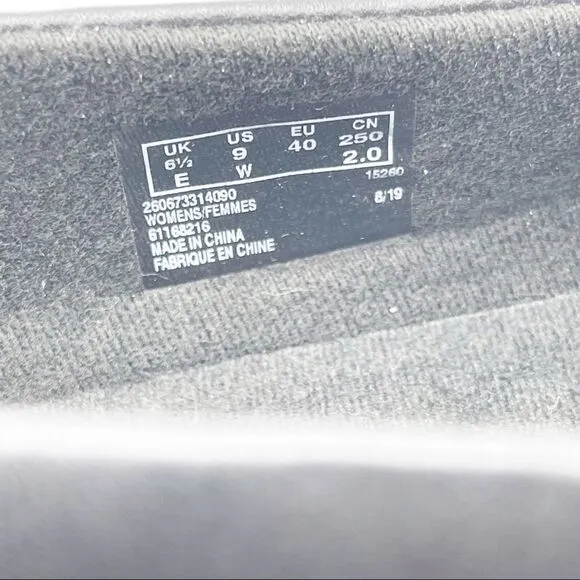 UK US EU CN
6½ 9 40 250
E W 2.0
15260
260673314090
WOMENS/FEMMES 8/19
61168216
MADE IN CHINA
FABRIQUE EN CHINE